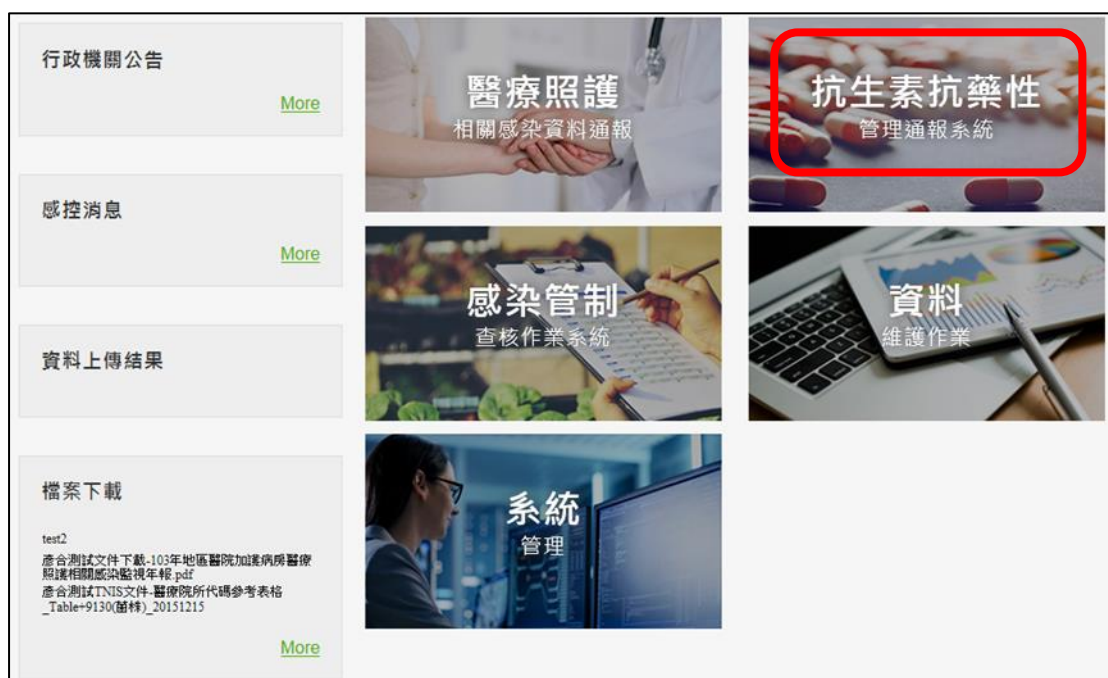 行政機關公告
More
感控消息
More
資料上傳結果
檔案下載
test2
彥合測試文件下載-103年地區醫院加護病房醫療
照護相關感染監視年報.pdf
彥合測試TNIS文件-醫療院所代碼參考表格
_Table+9130(菌株)_20151215
More
醫療照護
相關感染資料通報
抗生素抗藥性
管理通報系統
感染管制
查核作業系統
資料
維護作業
系統
管理